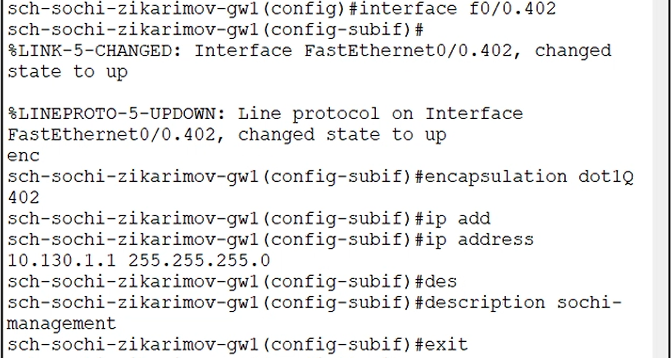 sch-sochi-zikarimov-gw1(config)#interface f0/0.402
sch-sochi-zikarimov-gw1(config-subif)#
%LINK-5-CHANGED: Interface FastEthernet0/0.402, changed
state to up

%LINEPROTO-5-UPDOWN: Line protocol on Interface
FastEthernet0/0.402, changed state to up
enc
sch-sochi-zikarimov-gw1(config-subif)#encapsulation dot1Q
402
sch-sochi-zikarimov-gw1(config-subif)#ip add
sch-sochi-zikarimov-gw1(config-subif)#ip address
10.130.1.1 255.255.255.0
sch-sochi-zikarimov-gw1(config-subif)#des
sch-sochi-zikarimov-gw1(config-subif)#description sochi-
management
sch-sochi-zikarimov-gw1(config-subif)#exit